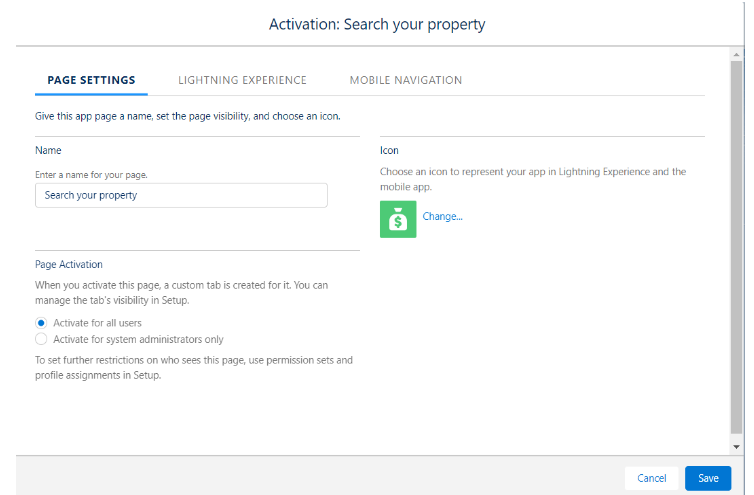 Activation: Search your property
PAGE SETTINGS
LIGHTNING EXPERIENCE
MOBILE NAVIGATION
Give this app page a name, set the page visibility, and choose an icon.
Name
Enter a name for your page.
Search your property
Icon
Choose an icon to represent your app in Lightning Experience and the
mobile app.
$
Change...
Page Activation
When you activate this page, a custom tab is created for it. You can
manage the tab's visibility in Setup.
Activate for all users
Activate for system administrators only
To set further restrictions on who sees this page, use permission sets and
profile assignments in Setup.
Cancel
Save